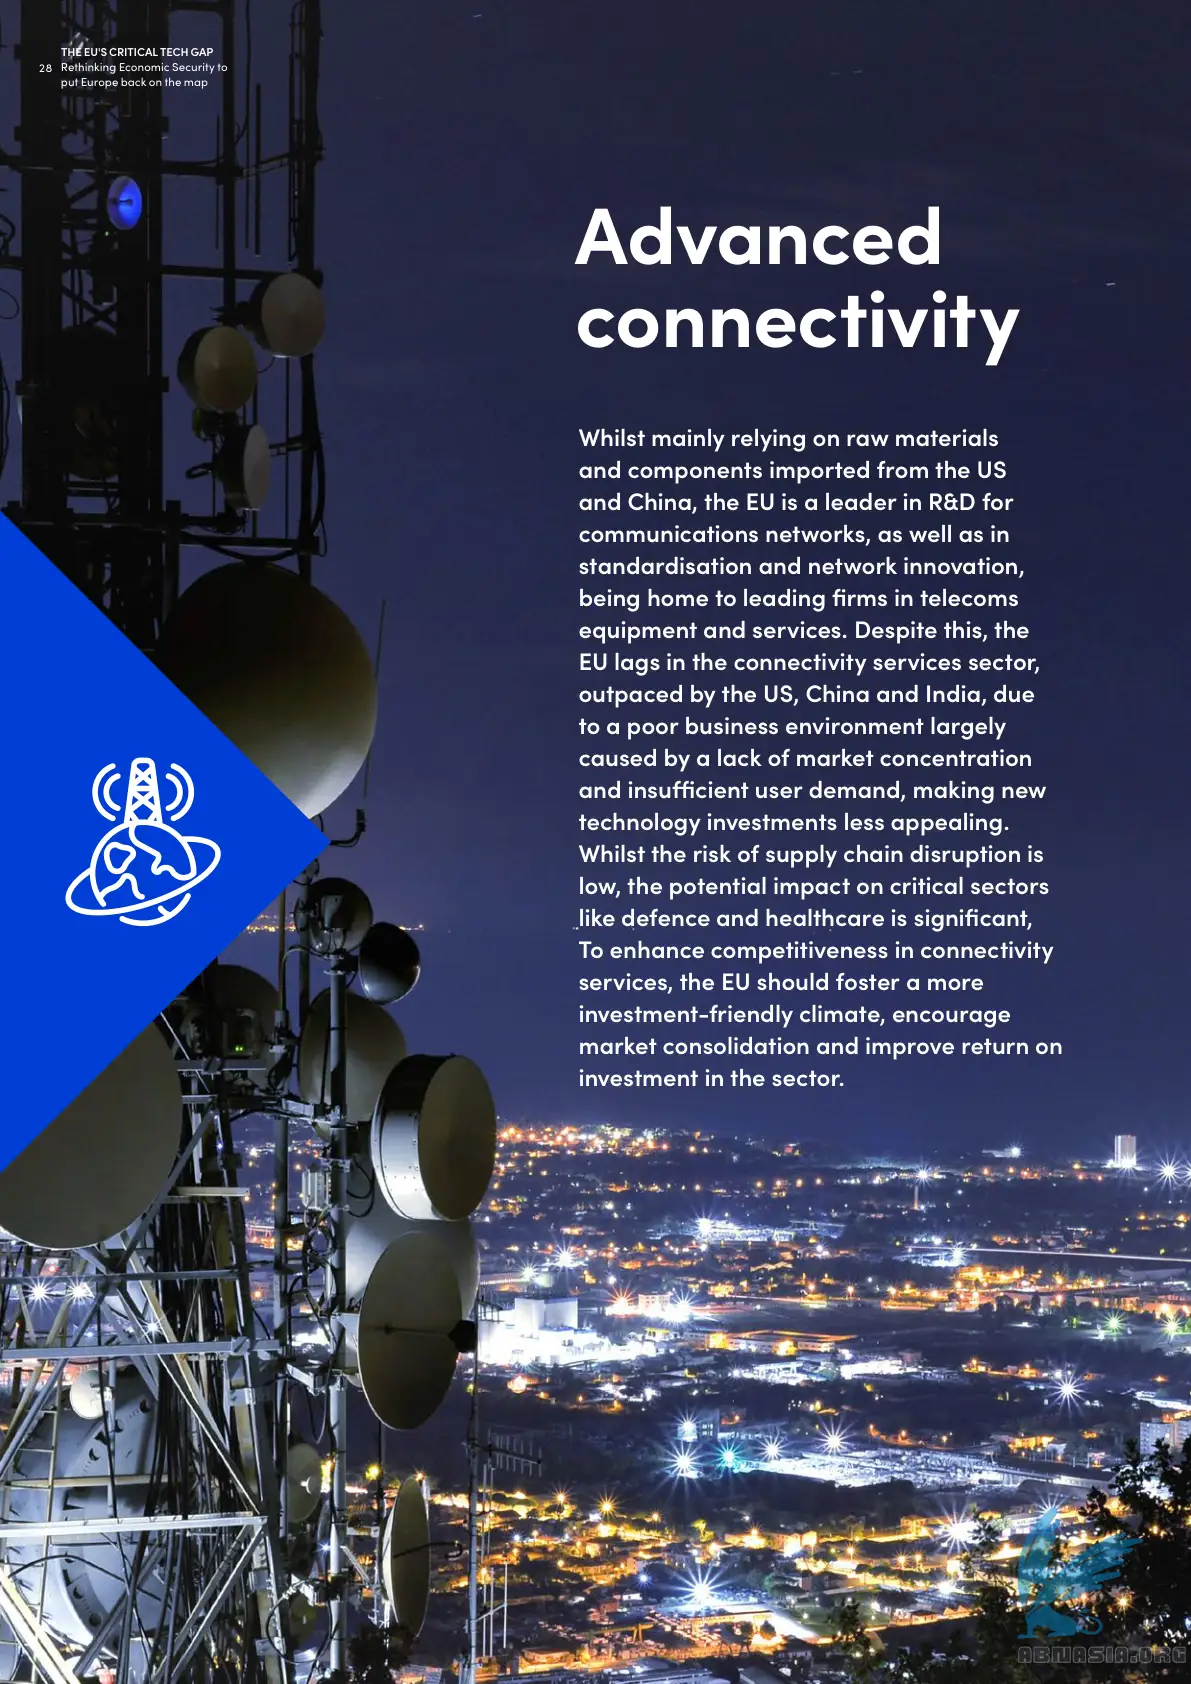 THE EU'S CRITICAL TECH GAP
28 Rethinking Economic Security to
put Europe back on the map
Advanced
connectivity
Whilst mainly relying on raw materials
and components imported from the US
and China, the EU is a leader in R&D for
communications networks, as well as in
standardisation and network innovation,
being home to leading firms in telecoms
equipment and services. Despite this, the
EU lags in the connectivity services sector,
outpaced by the US, China and India, due
to a poor business environment largely
caused by a lack of market concentration
and insufficient user demand, making new
technology investments less appealing.
Whilst the risk of supply chain disruption is
low, the potential impact on critical sectors
like defence and healthcare is significant,
To enhance competitiveness in connectivity
services, the EU should foster a more
investment-friendly climate, encourage
market consolidation and improve return on
investment in the sector.
ABNASIA.ORG